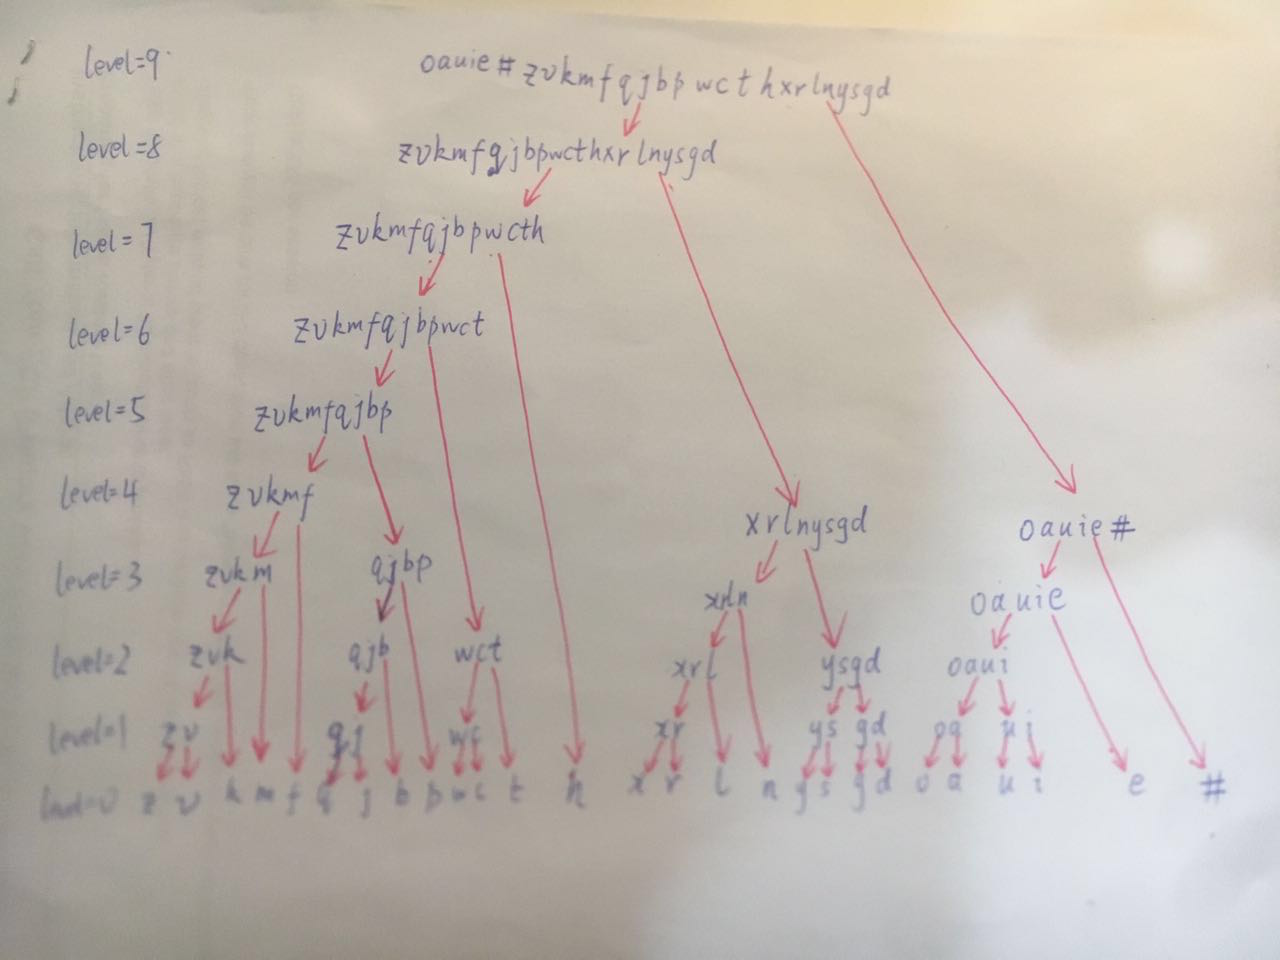 level=9 oauie#zvkmfqjbpwcthxrlnysgd
level=8 zvkmfqjbpwcthxrlnysgd
level=7 zvkmfqjbpwcth
level=6 zvkmfqjbpwct
level=5 zvkmfqjbp
level=4 zvkmf xrlnysgd oauie#
level=3 zvkm qjbp xrln oauie
level=2 zvk qjb wct xrl ysgd oaui
level=1 zv qj wc xr ys gd oa ui
level=0 z v k m f q j b p w c t h x r l n y s g d o a u i e #